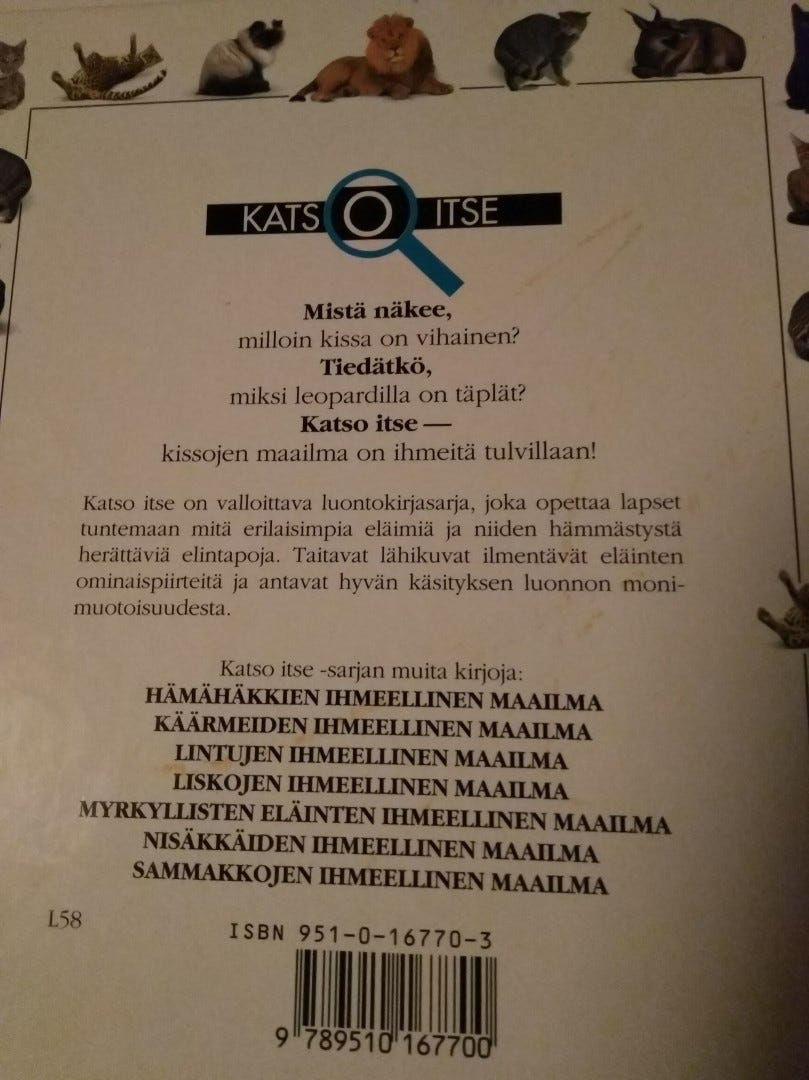 KATSO ITSE
Mistä näkee,
milloin kissa on vihainen?
Tiedätkö,
miksi leopardilla on täplät?
Katso itse —
kissojen maailma on ihmeitä tulvillaan!
Katso itse on valloittava luontokirjasarja, joka opettaa lapset
tuntemaan mitä erilaisimpia eläimiä ja niiden hämmästystä
herättäviä elintapoja. Taitavat lähikuvat ilmentävät eläinten
ominaispiirteitä ja antavat hyvän käsityksen luonnon moni-
muotoisuudesta.
Katso itse -sarjan muita kirjoja:
HÄMÄHÄKKIEN IHMEELLINEN MAAILMA
KÄÄRMEIDEN IHMEELLINEN MAAILMA
LINTUJEN IHMEELLINEN MAAILMA
LISKOJEN IHMEELLINEN MAAILMA
MYRKYLLISTEN ELÄINTEN IHMEELLINEN MAAILMA
NISÄKKÄIDEN IHMEELLINEN MAAILMA
SAMMAKKOJEN IHMEELLINEN MAAILMA
L58
ISBN 951-0-16770-3
9 789510 167700